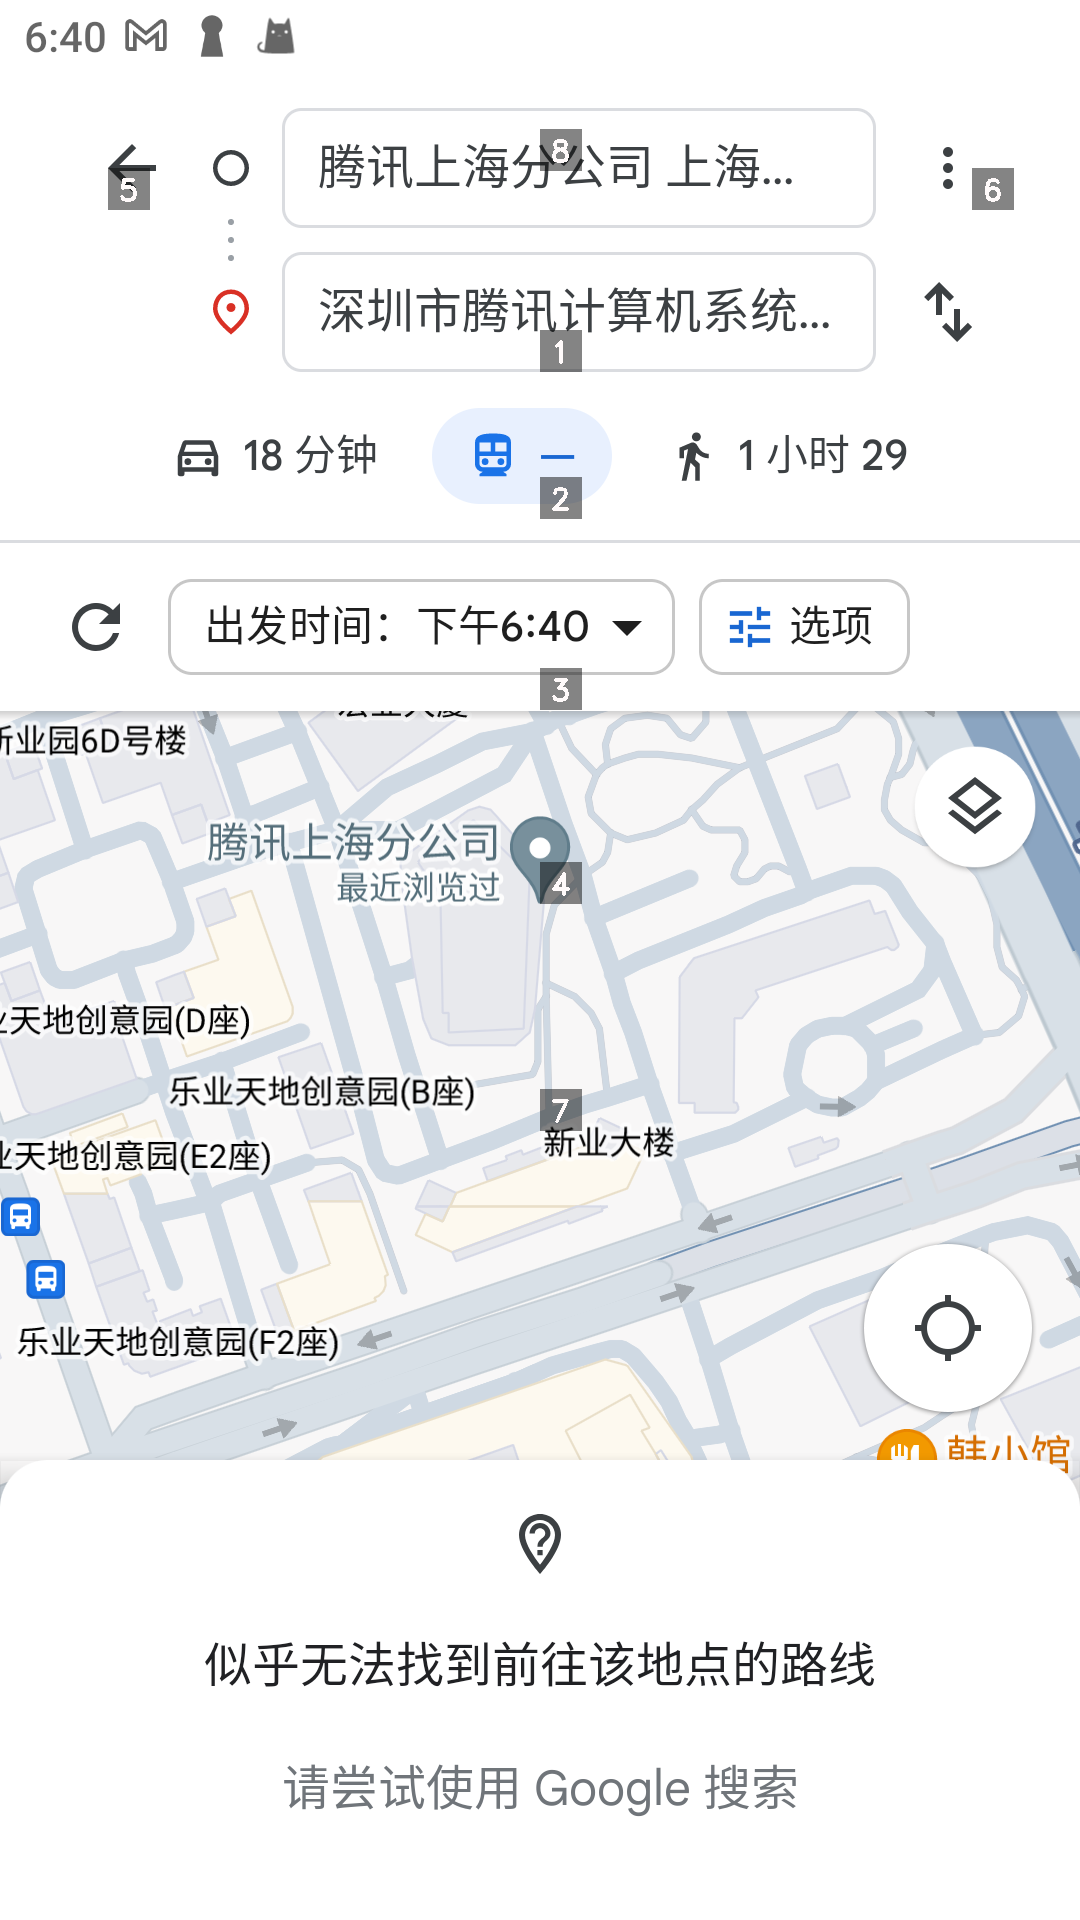 6:40
腾讯上海分公司 上海...
深圳市腾讯计算机系统...
18 分钟
1 小时 29
出发时间：下午6:40
选项
新业园6D号楼
腾讯上海分公司
最近浏览过
业天地创意园(D座)
乐业天地创意园(B座)
新业大楼
业天地创意园(E2座)
乐业天地创意园(F2座)
韩小馆
似乎无法找到前往该地点的路线
请尝试使用 Google 搜索
8
5
6
1
2
3
4
7